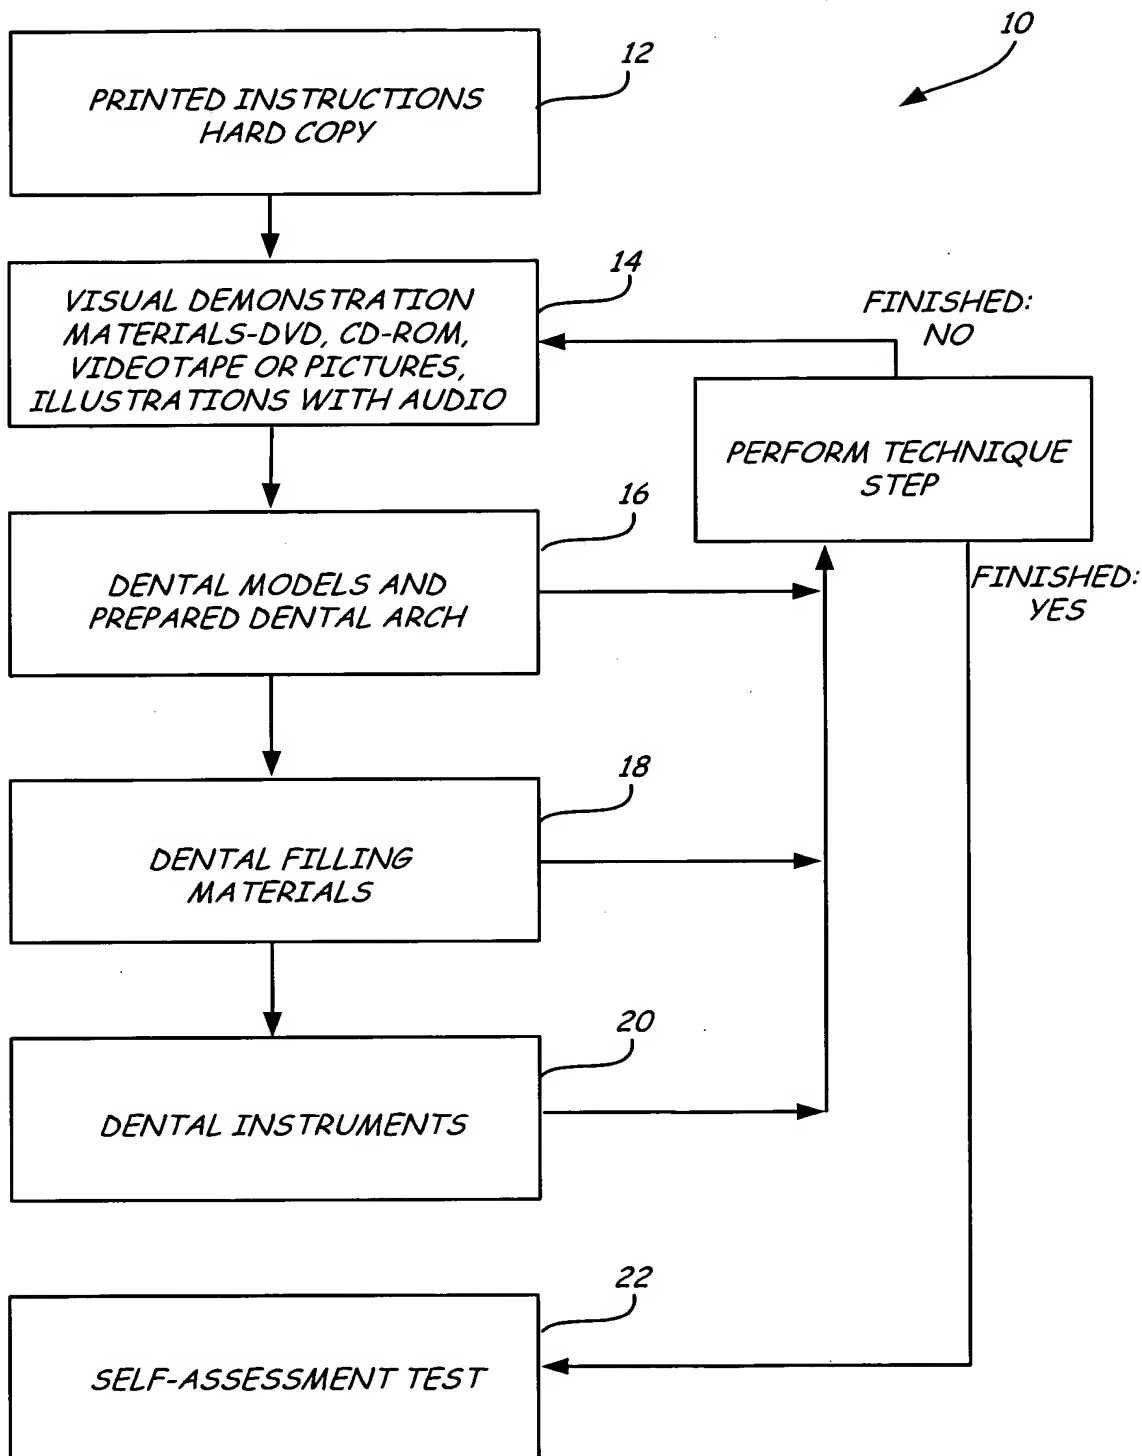 10
12
PRINTED INSTRUCTIONS
HARD COPY
14
VISUAL DEMONSTRATION
MATERIALS-DVD, CD-ROM,
VIDEOTAPE OR PICTURES,
ILLUSTRATIONS WITH AUDIO
FINISHED:
NO
PERFORM TECHNIQUE
STEP
FINISHED:
YES
16
DENTAL MODELS AND
PREPARED DENTAL ARCH
18
DENTAL FILLING
MATERIALS
20
DENTAL INSTRUMENTS
22
SELF-ASSESSMENT TEST